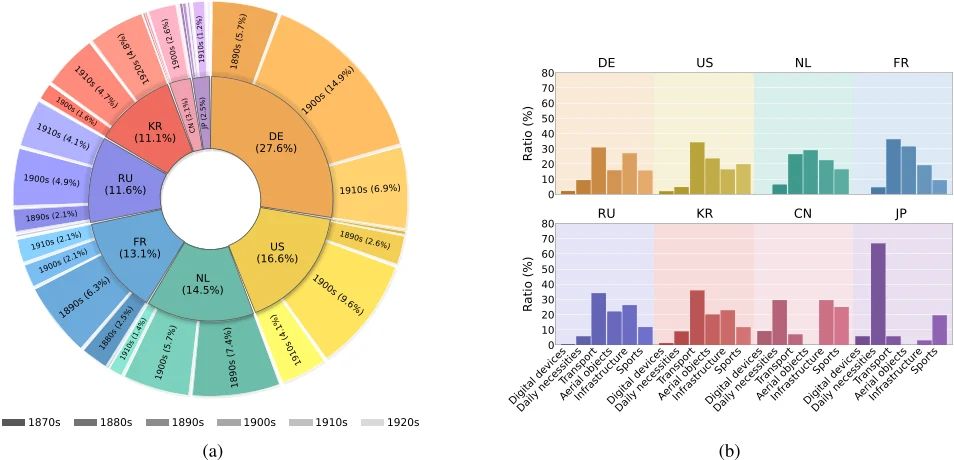 DE
(27.6%)
US
(16.6%)
NL
(14.5%)
FR
(13.1%)
RU
(11.6%)
KR
(11.1%)
CN (3.1%)
JP (2.5%)
1890s (5.7%)
1900s (14.9%)
1910s (6.9%)
1890s (2.6%)
1900s (9.6%)
1910s (4.1%)
1890s (7.4%)
1900s (5.7%)
1910s (1.4%)
1880s (2.5%)
1890s (6.3%)
1900s (2.1%)
1910s (2.1%)
1890s (2.1%)
1900s (4.9%)
1910s (4.1%)
1900s (1.6%)
1910s (4.7%)
1920s (4.8%)
1900s (2.6%)
1910s (1.2%)
1870s 1880s 1890s 1900s 1910s 1920s
(a)
DE US NL FR
Ratio (%)
80
70
60
50
40
30
20
10
0
RU KR CN JP
Ratio (%)
80
70
60
50
40
30
20
10
0
Digital devices
Daily necessities
Transport
Aerial objects
Infrastructure
Sports
Digital devices
Daily necessities
Transport
Aerial objects
Infrastructure
Sports
Digital devices
Daily necessities
Transport
Aerial objects
Infrastructure
Sports
Digital devices
Daily necessities
Transport
Aerial objects
Infrastructure
Sports
(b)